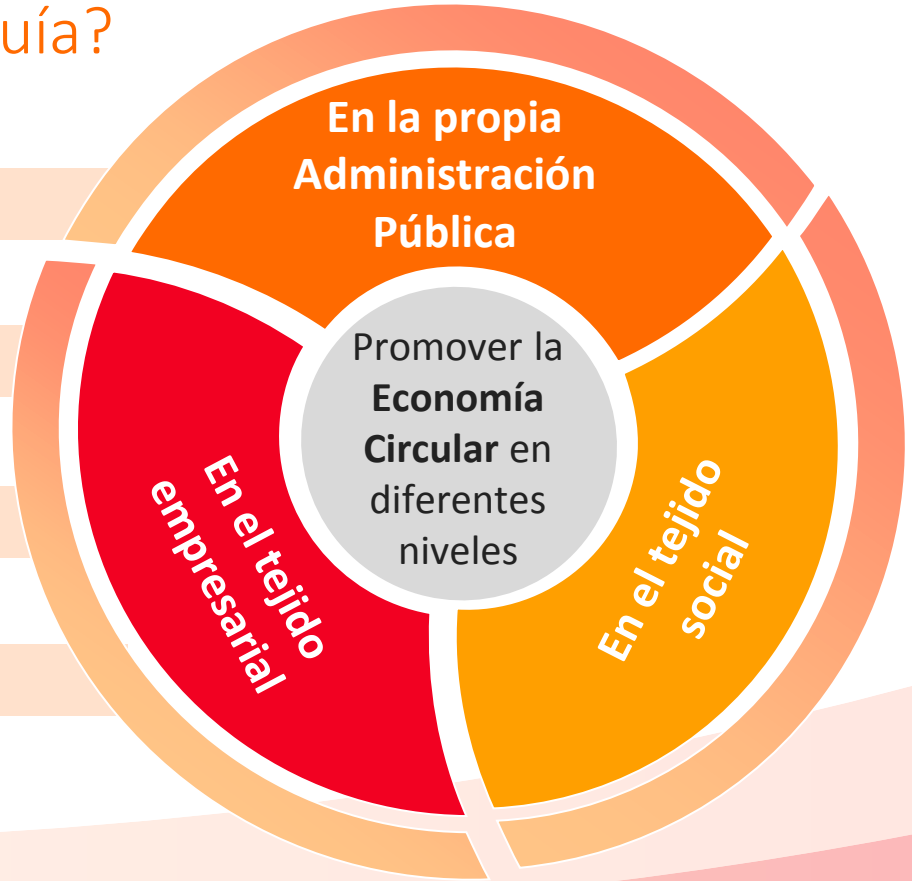 uía?
En la propia
Administración
Pública
Promover la
Economía
Circular en
diferentes
niveles
En el tejido
empresarial
En el tejido
social